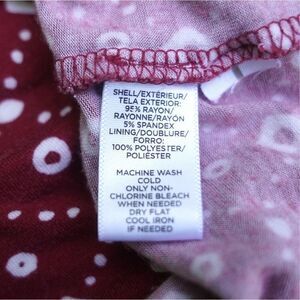 SHELL/EXTÉRIEUR/
TELA EXTERIOR:
95% RAYON/
RAYONNE/RAYÓN
5% SPANDEX
LINING/DOUBLURE/
FORRO:
100% POLYESTER/
POLIÉSTER
MACHINE WASH
COLD
ONLY NON-
CHLORINE BLEACH
WHEN NEEDED
DRY FLAT
COOL IRON
IF NEEDED